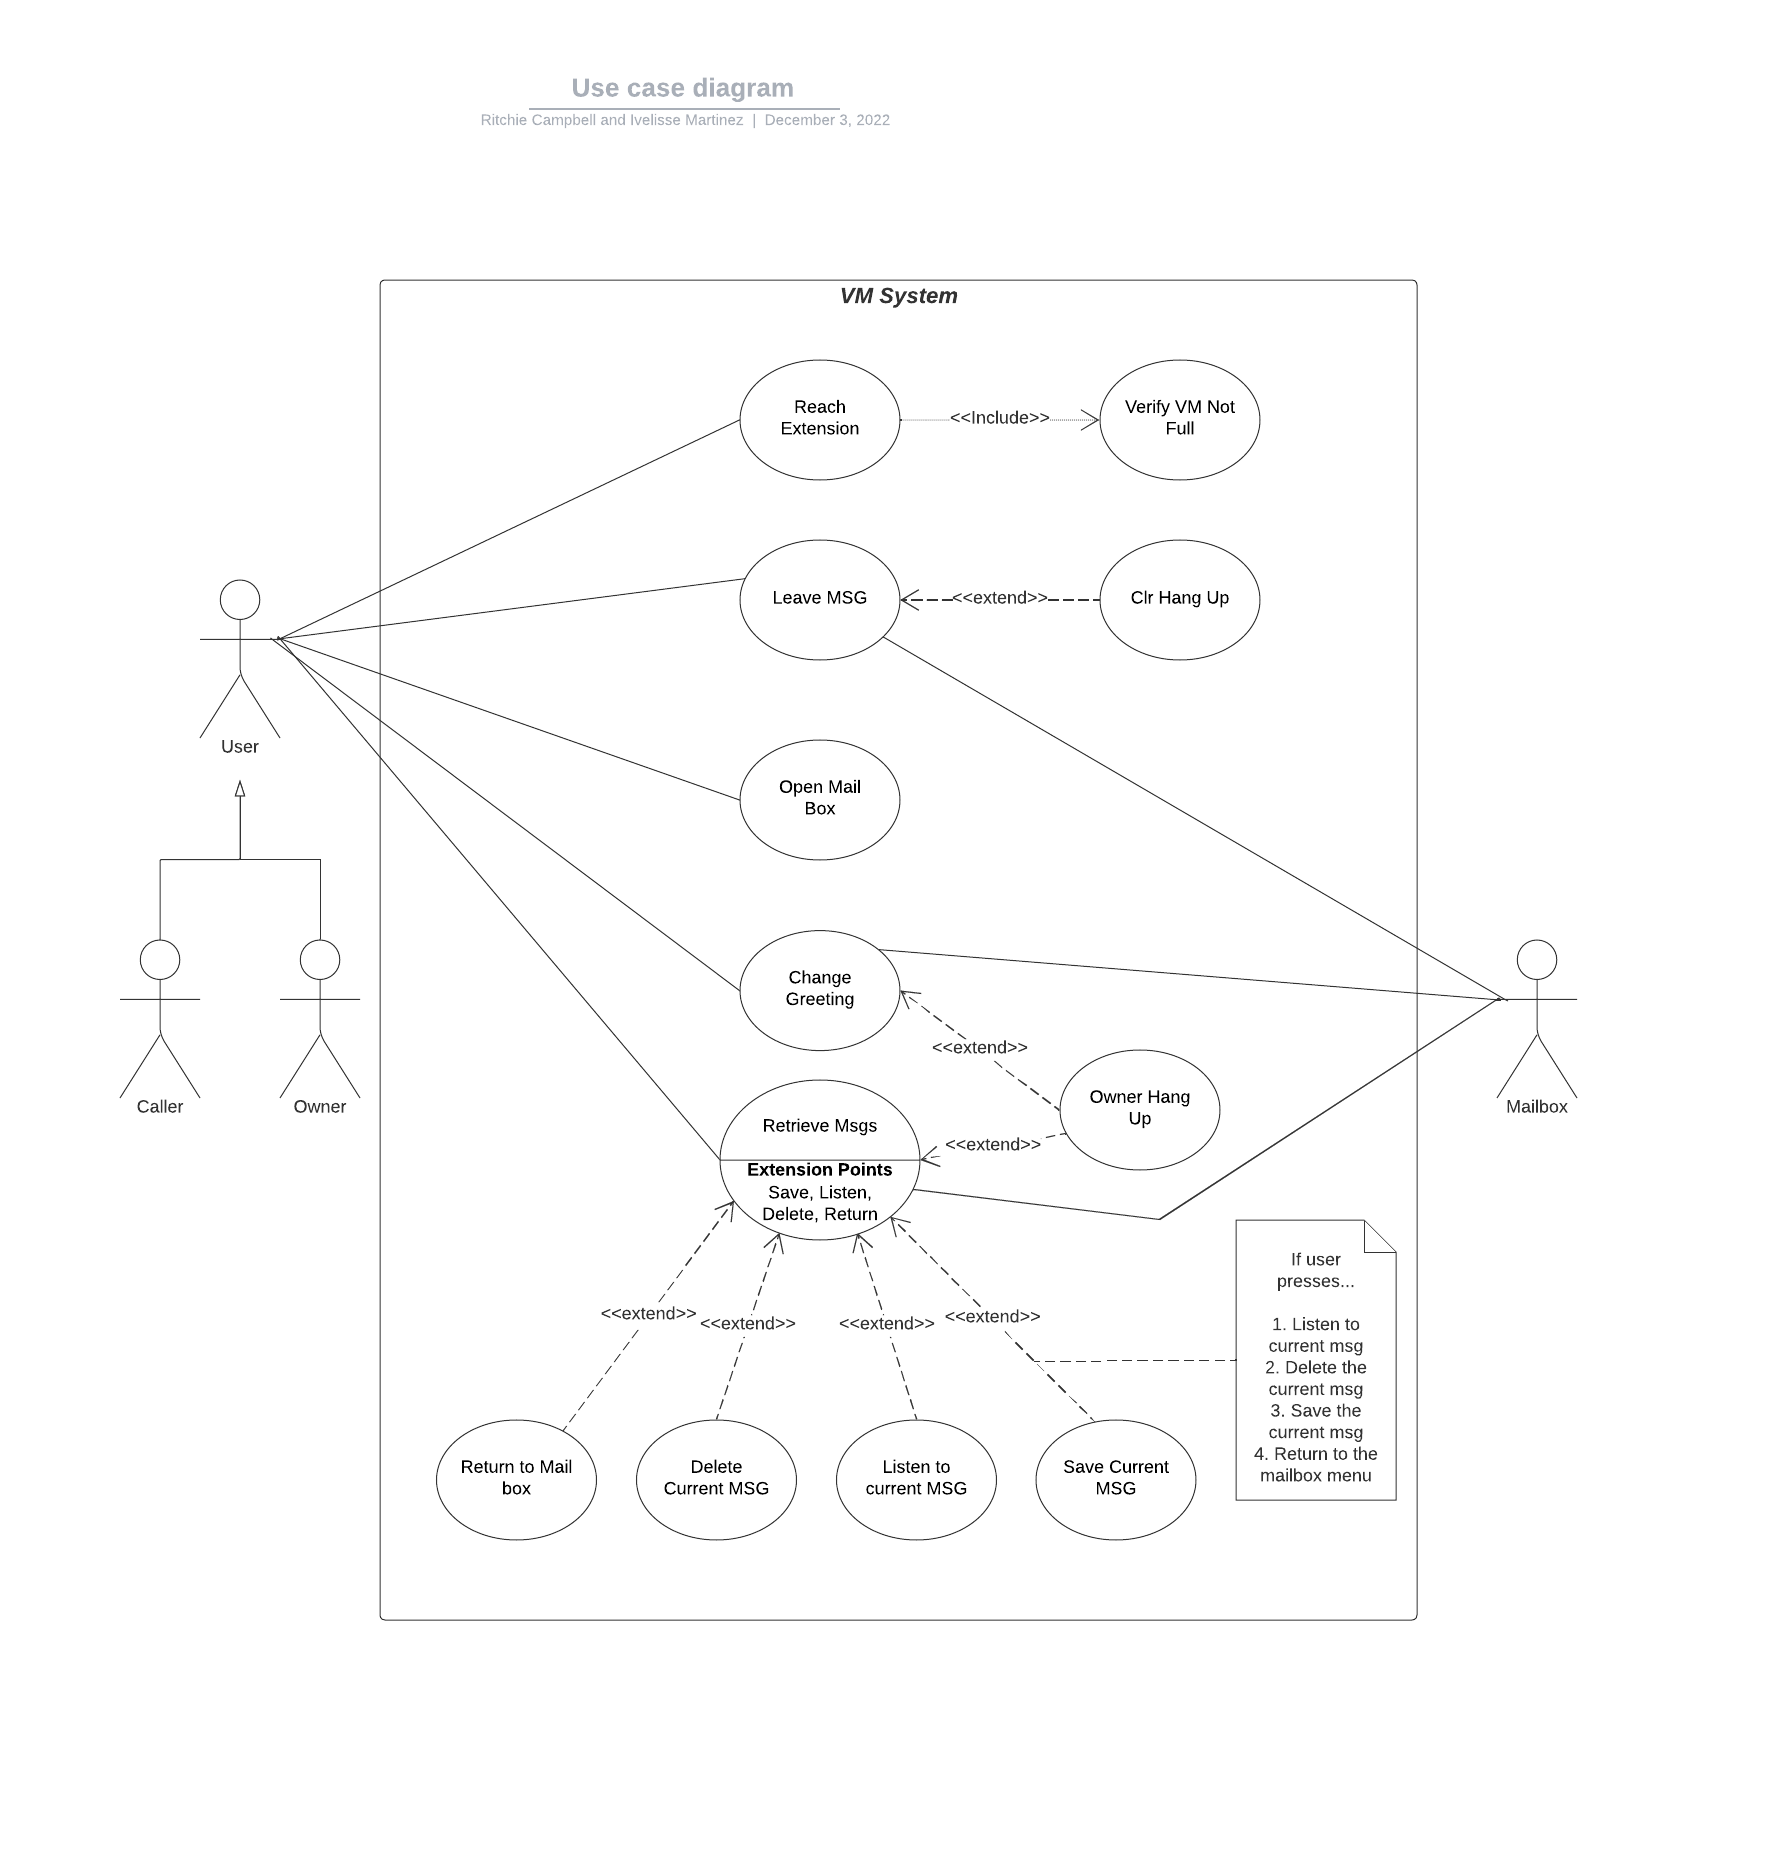 Use case diagram
Ritchie Campbell and Ivelisse Martinez | December 3, 2022
VM System
Reach
Extension
<<Include>>
Verify VM Not
Full
Leave MSG
<<extend>>
Clr Hang Up
User
Open Mail
Box
Change
Greeting
<<extend>>
Owner Hang
Up
Caller
Owner
Mailbox
Retrieve Msgs
<<extend>>
Extension Points
Save, Listen,
Delete, Return
If user
presses...
1. Listen to
current msg
2. Delete the
current msg
3. Save the
current msg
4. Return to the
mailbox menu
<<extend>>
<<extend>>
<<extend>>
<<extend>>
Return to Mail
box
Delete
Current MSG
Listen to
current MSG
Save Current
MSG